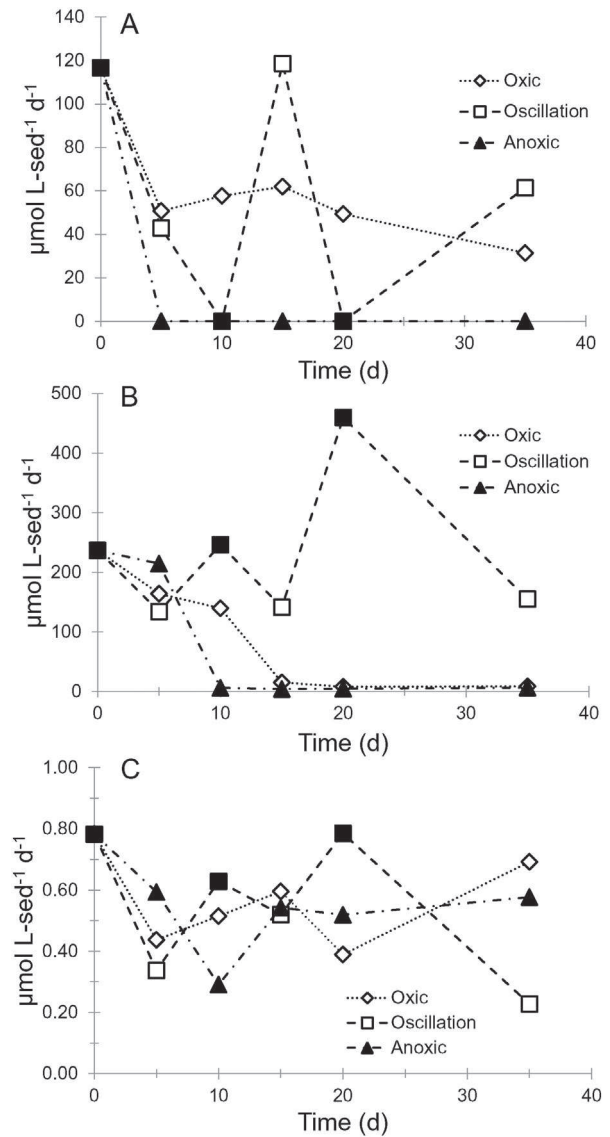 A
µmol L-sed⁻¹ d⁻¹
140
120
100
80
60
40
20
0
Oxic
Oscillation
Anoxic
0
10
20
30
40
Time (d)
B
µmol L-sed⁻¹ d⁻¹
500
400
300
200
100
0
Oxic
Oscillation
Anoxic
0
10
20
30
40
Time (d)
C
µmol L-sed⁻¹ d⁻¹
1.00
0.80
0.60
0.40
0.20
0.00
Oxic
Oscillation
Anoxic
0
10
20
30
40
Time (d)